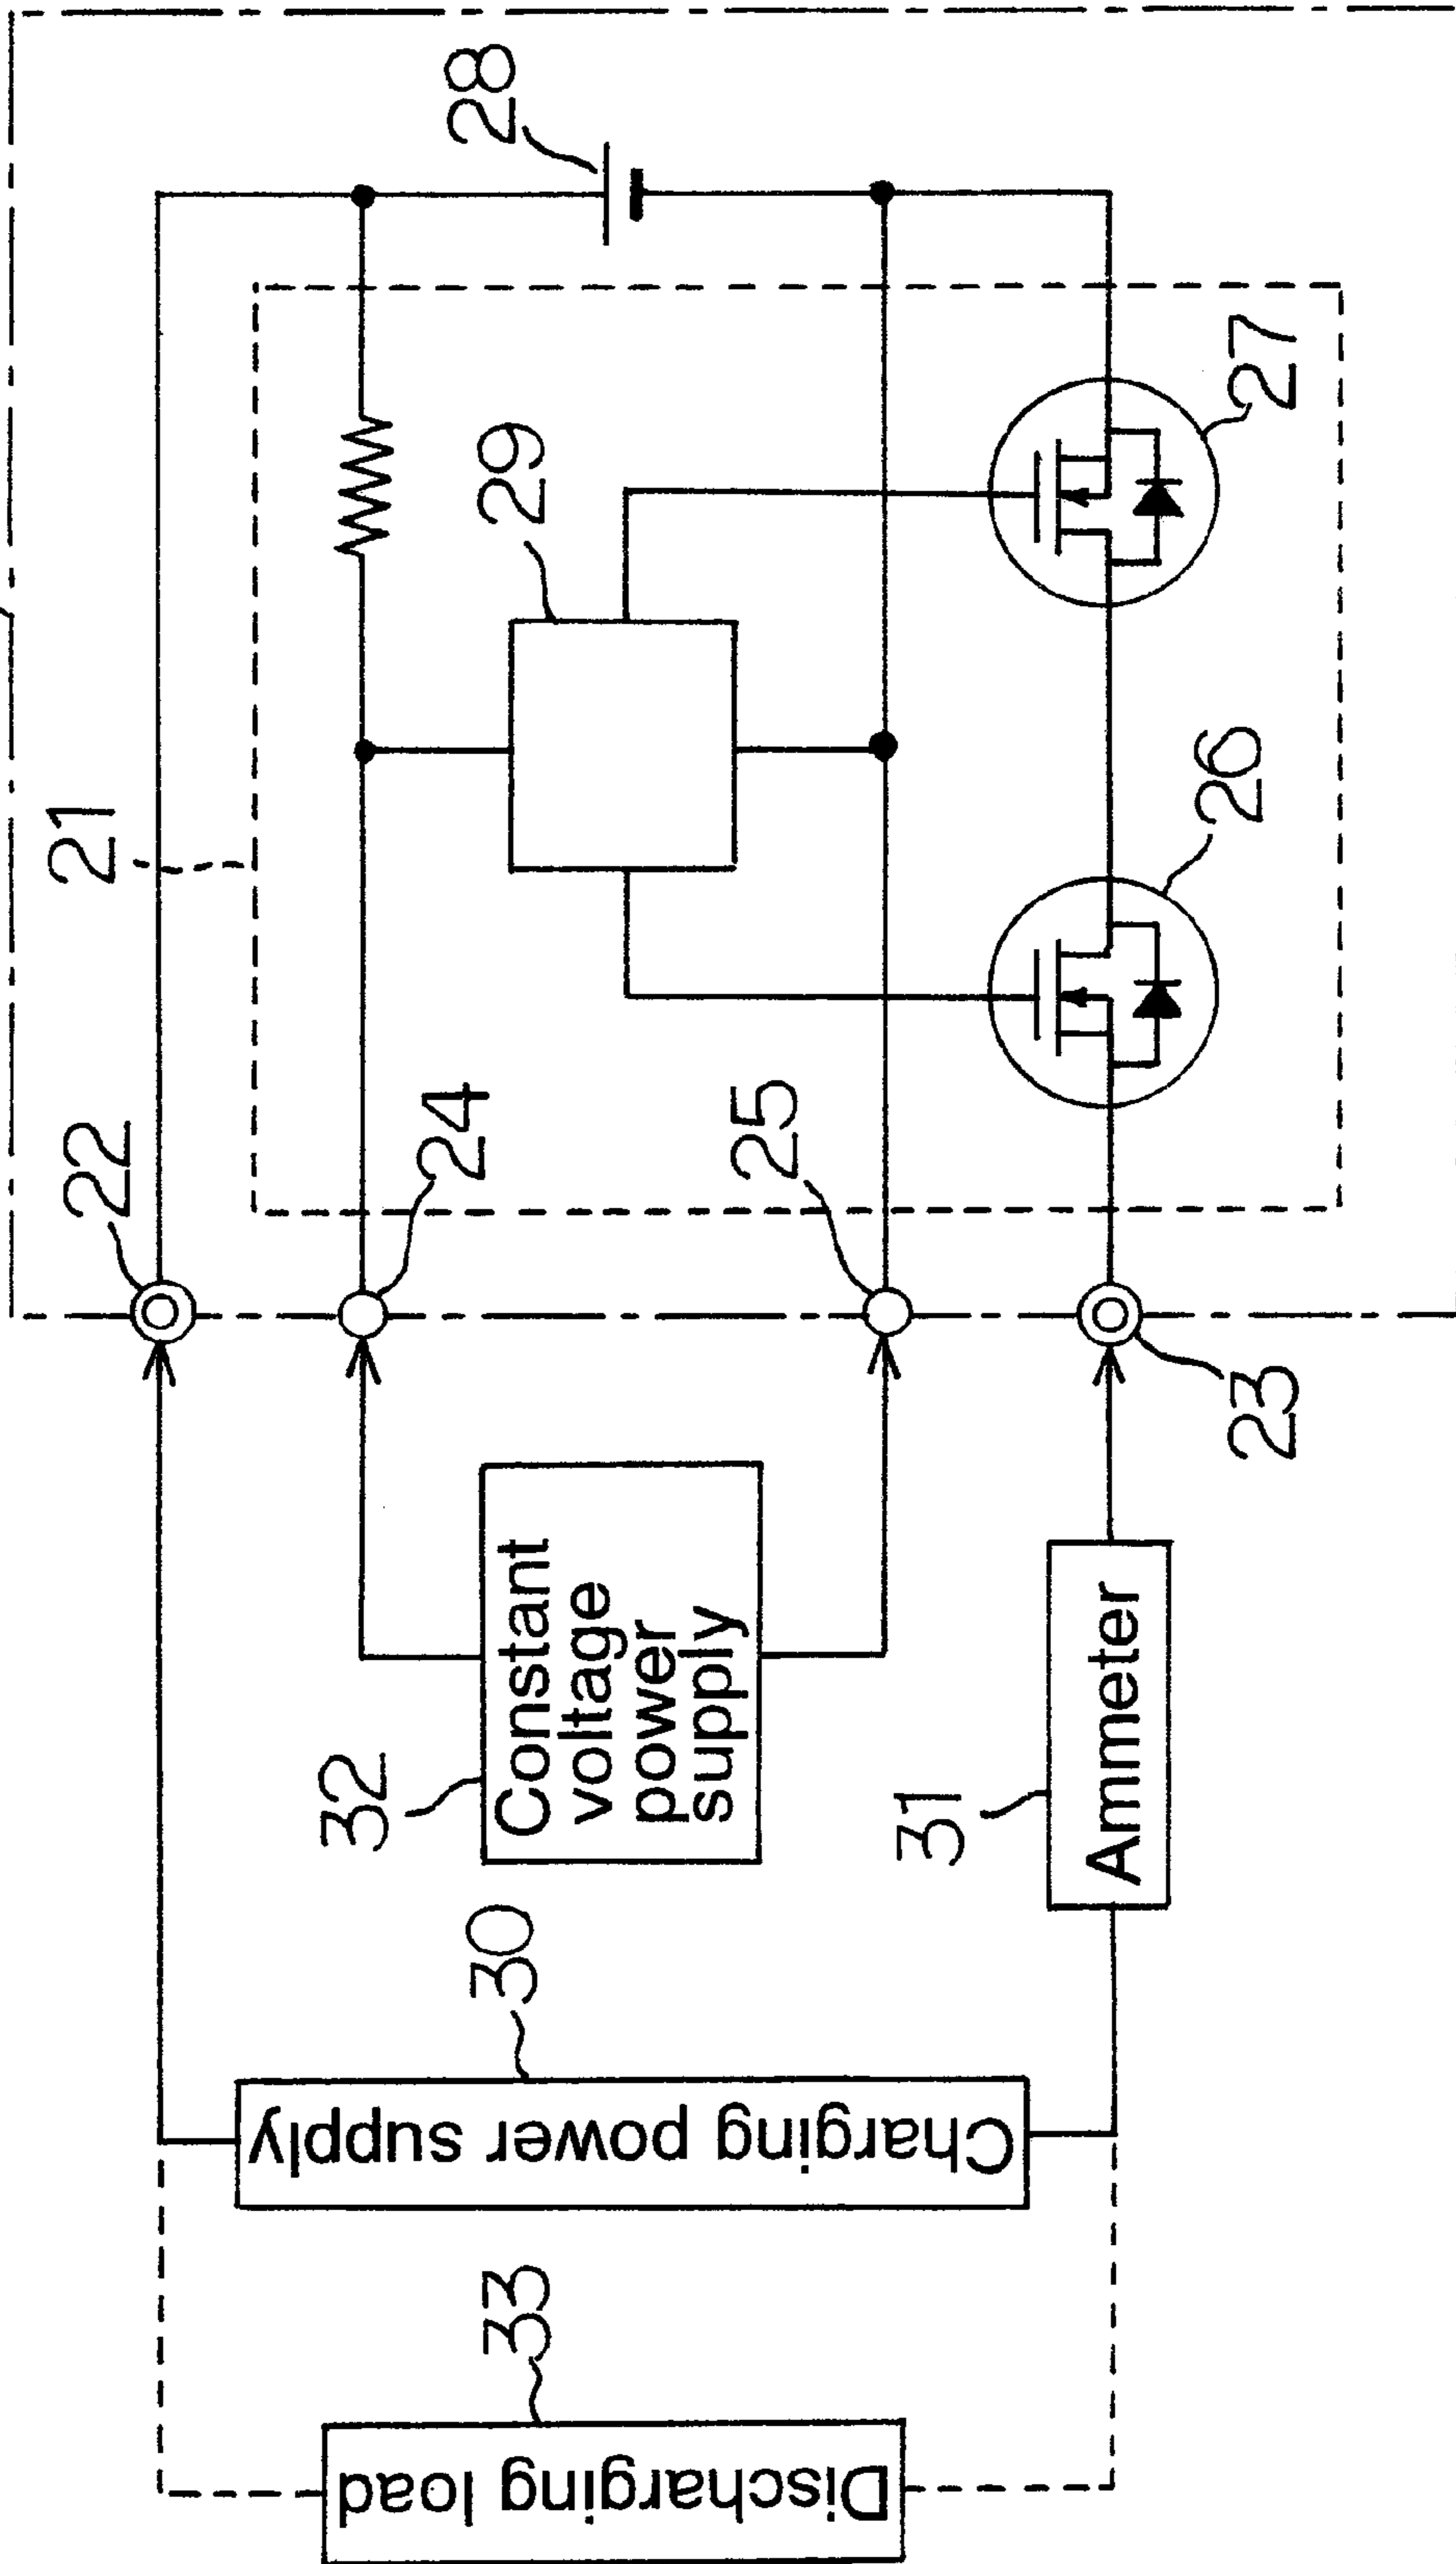 28
21
29
27
26
22
24
25
23
32
Constant
voltage
power
supply
31
Ammeter
30
Charging power supply
33
Discharging load